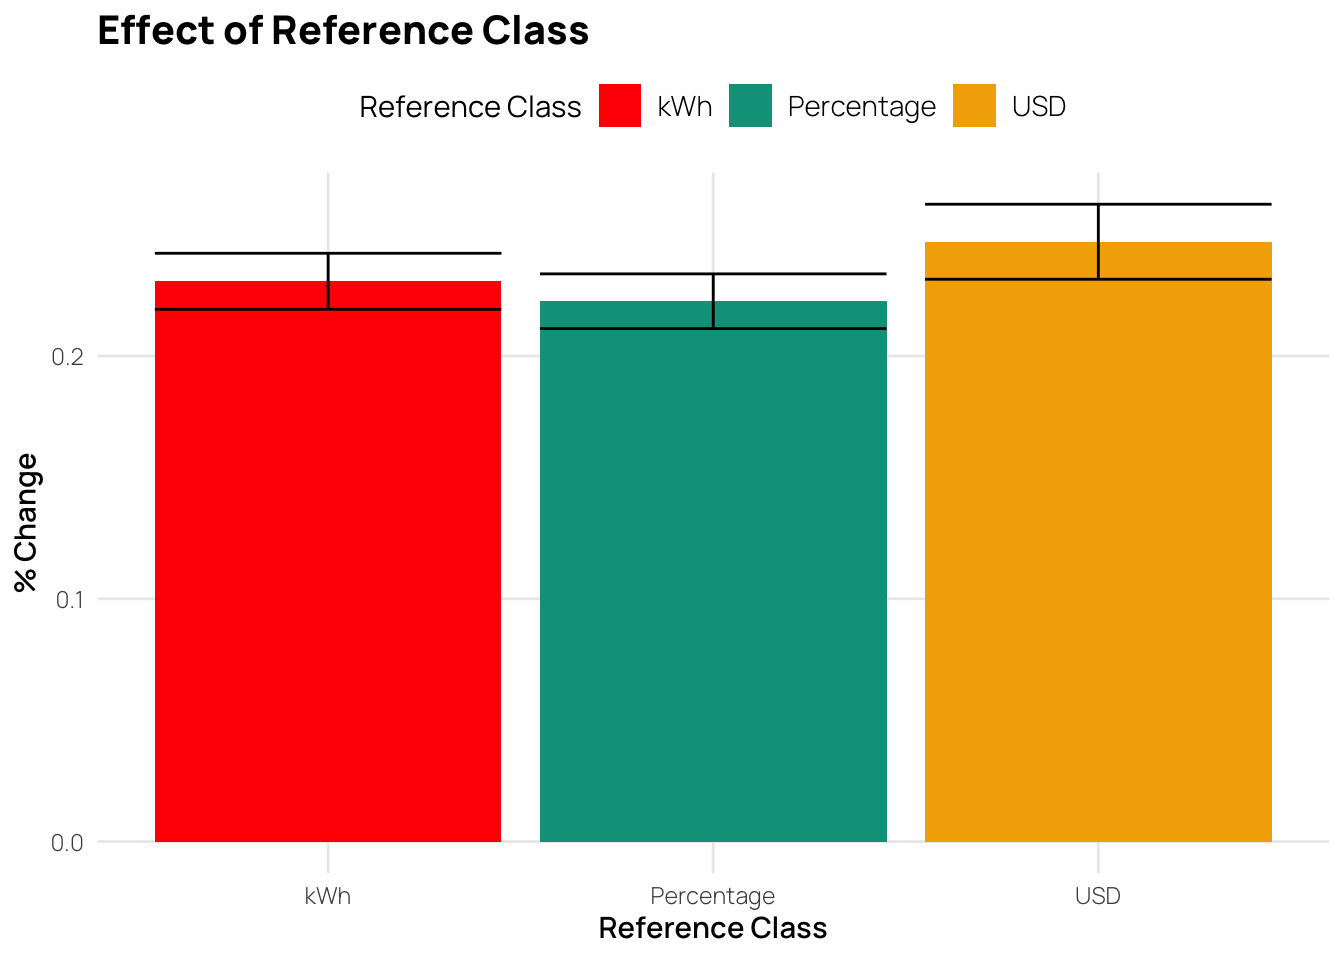 Effect of Reference Class
Reference Class kWh Percentage USD
% Change
0.2
0.1
0.0
kWh Percentage USD
Reference Class